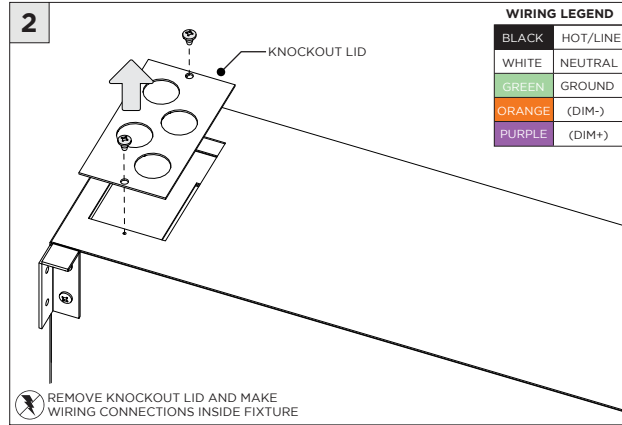 2
WIRING LEGEND
BLACK HOT/LINE
WHITE NEUTRAL
GREEN GROUND
ORANGE (DIM-)
PURPLE (DIM+)
KNOCKOUT LID
REMOVE KNOCKOUT LID AND MAKE
WIRING CONNECTIONS INSIDE FIXTURE